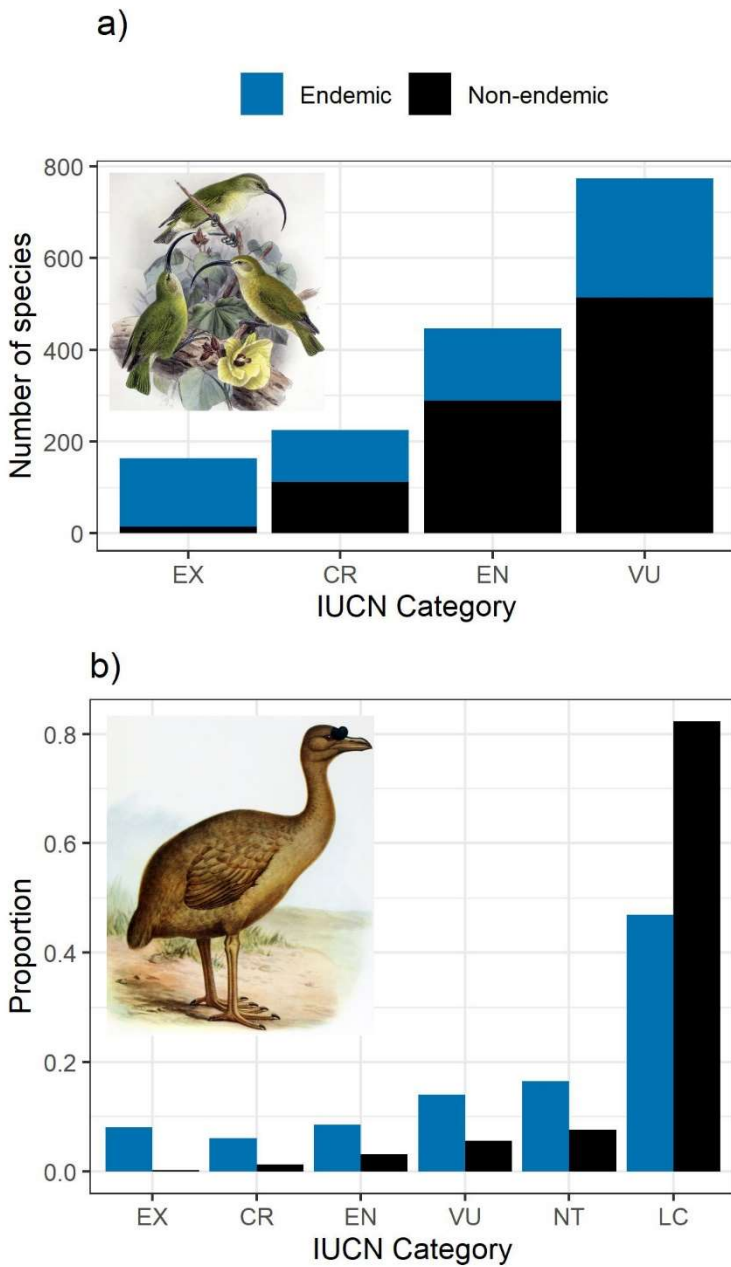 a)
Endemic Non-endemic
800
600
400
200
0
Number of species
EX CR EN VU
IUCN Category
b)
0.8
0.6
0.4
0.2
0.0
Proportion
EX CR EN VU NT LC
IUCN Category